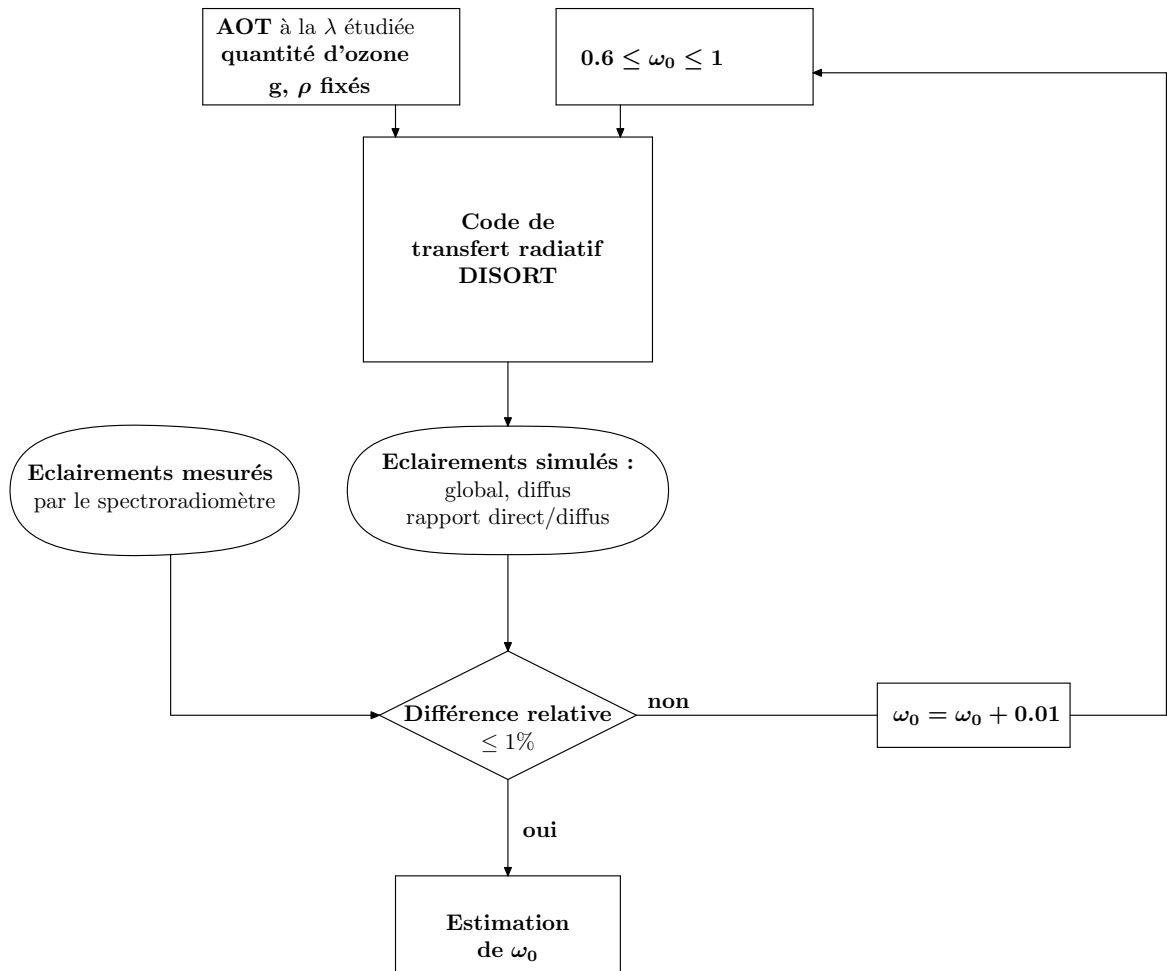 AOT à la λ étudiée
quantité d'ozone
g, ρ fixés
0.6 ≤ ω₀ ≤ 1
Code de
transfert radiatif
DISORT
Eclairements mesurés
par le spectroradiomètre
Eclairements simulés :
global, diffus
rapport direct/diffus
Différence relative
≤ 1%
non
ω₀ = ω₀ + 0.01
oui
Estimation
de ω₀